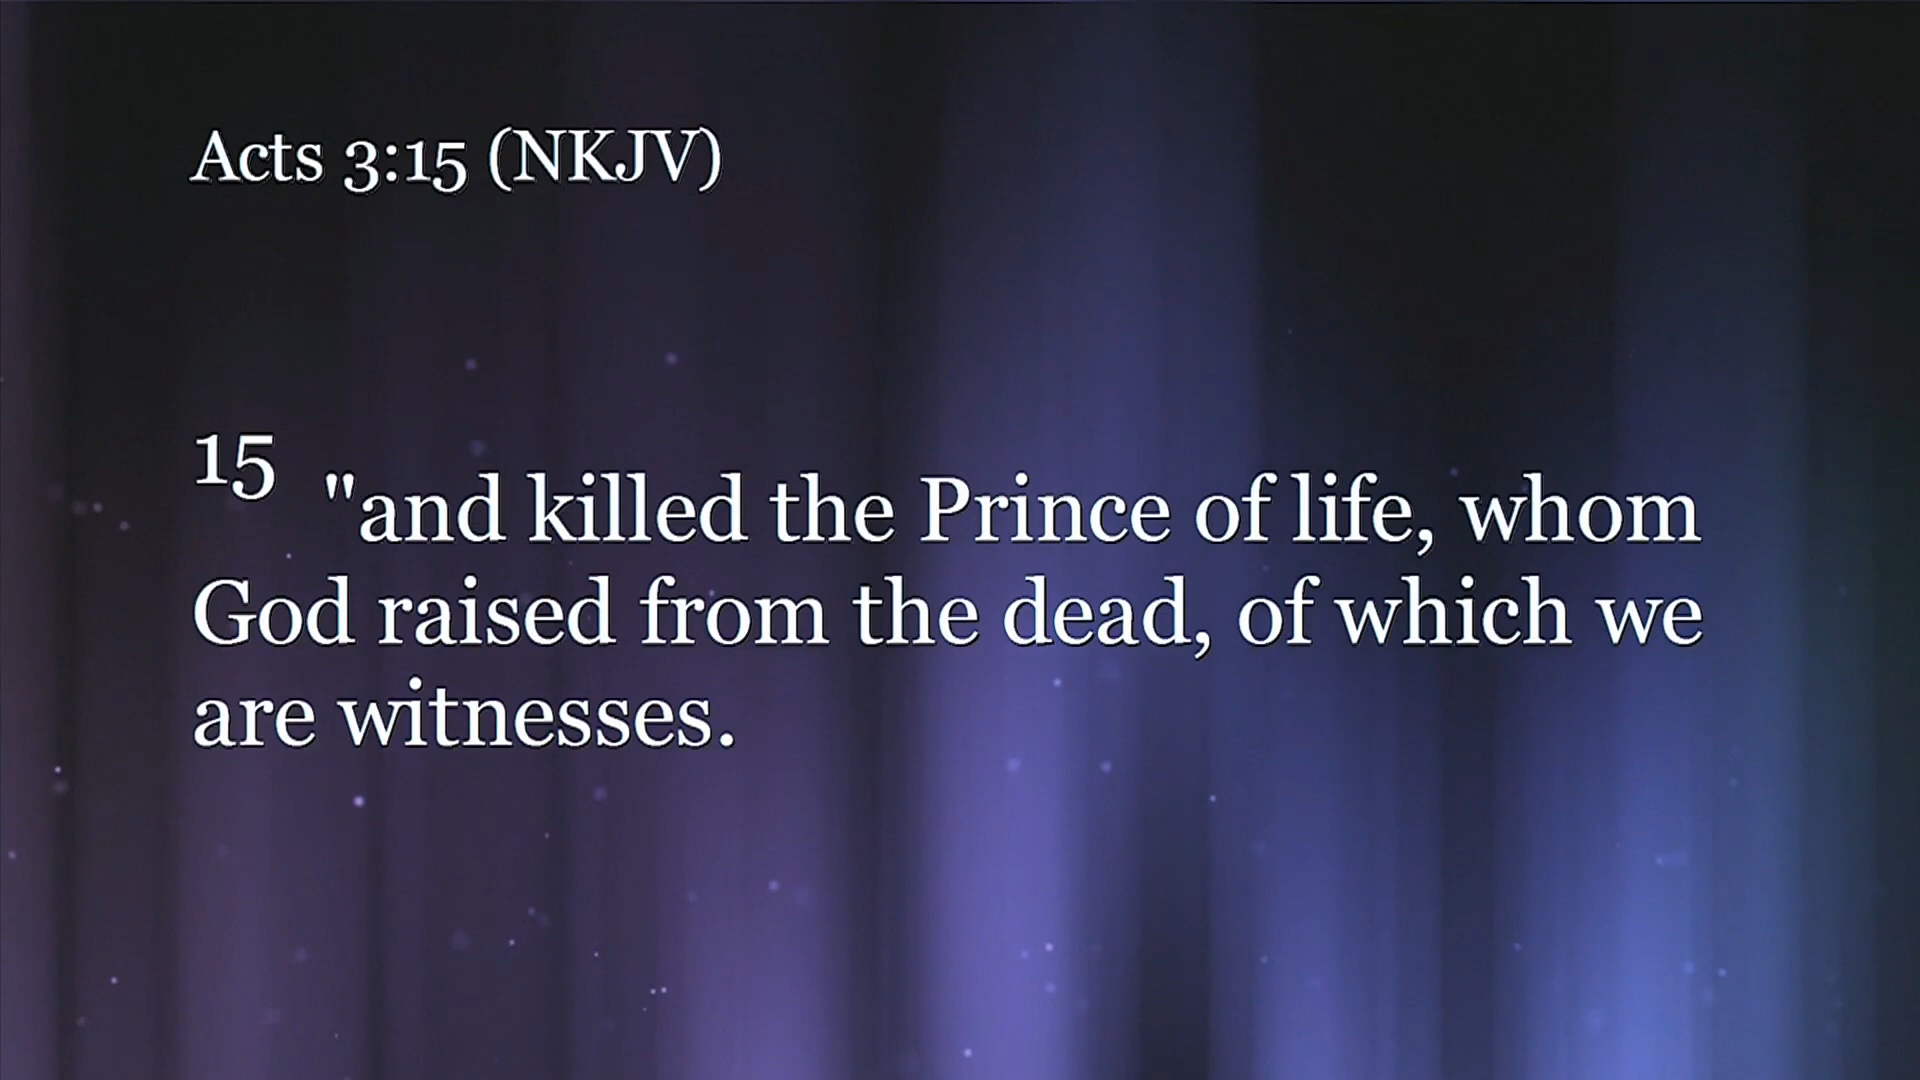 Acts 3:15 (NKJV)
15 "and killed the Prince of life, whom
God raised from the dead, of which we
are witnesses.